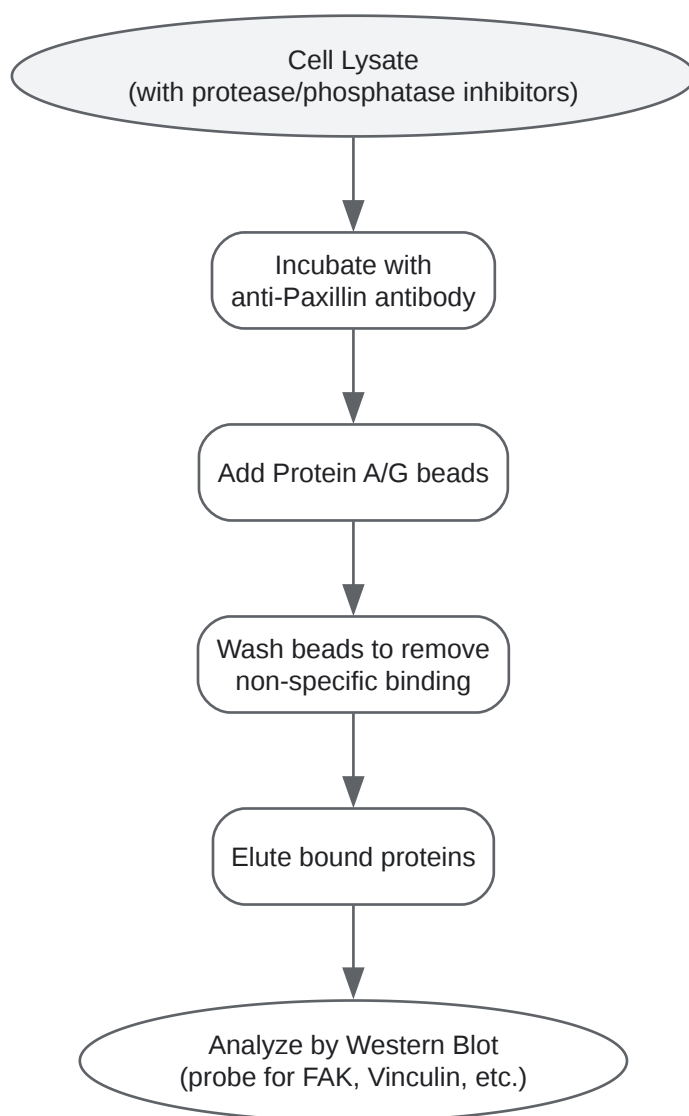 Cell Lysate
(with protease/phosphatase inhibitors)
Incubate with
anti-Paxillin antibody
Add Protein A/G beads
Wash beads to remove
non-specific binding
Elute bound proteins
Analyze by Western Blot
(probe for FAK, Vinculin, etc.)